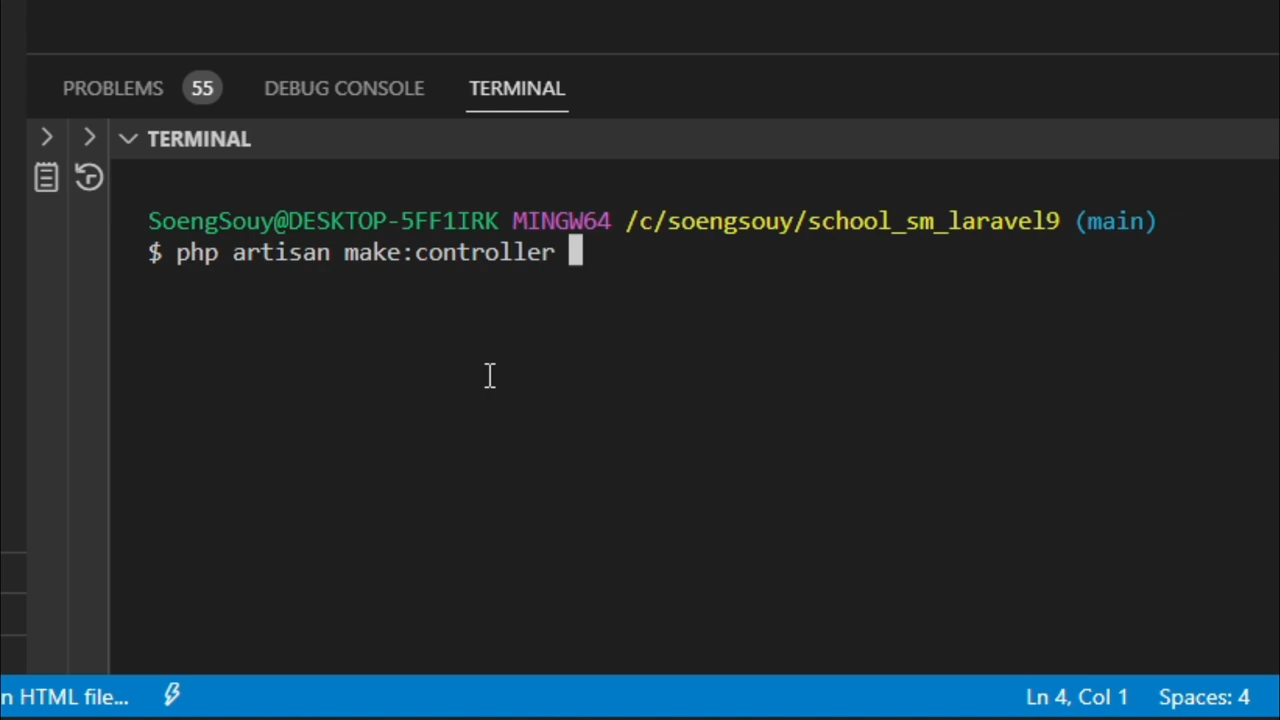 PROBLEMS 55 DEBUG CONSOLE TERMINAL
TERMINAL
SoengSouy@DESKTOP-5FF1IRK MINGW64 /c/soengsouy/school_sm_laravel9 (main)
$ php artisan make:controller
n HTML file... Ln 4, Col 1 Spaces: 4